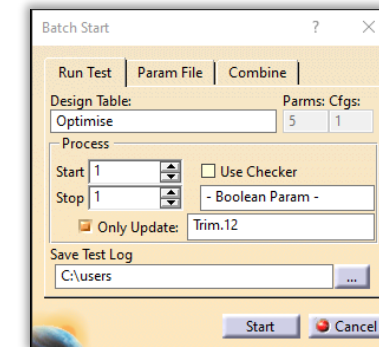 Batch Start ?
Run Test Param File Combine
Design Table: Parms: Cfgs:
Optimise 5 1
Process
Start 1 Use Checker
Stop 1 - Boolean Param -
Only Update: Trim.12
Save Test Log
C:\users ...
Start Cancel